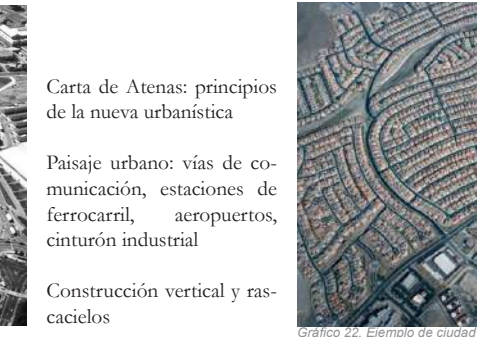 Carta de Atenas: principios
de la nueva urbanística
Paisaje urbano: vías de co-
municación, estaciones de
ferrocarril, aeropuertos,
cinturón industrial
Construcción vertical y ras-
cacielos
Gráfico 22. Ejemplo de ciudad